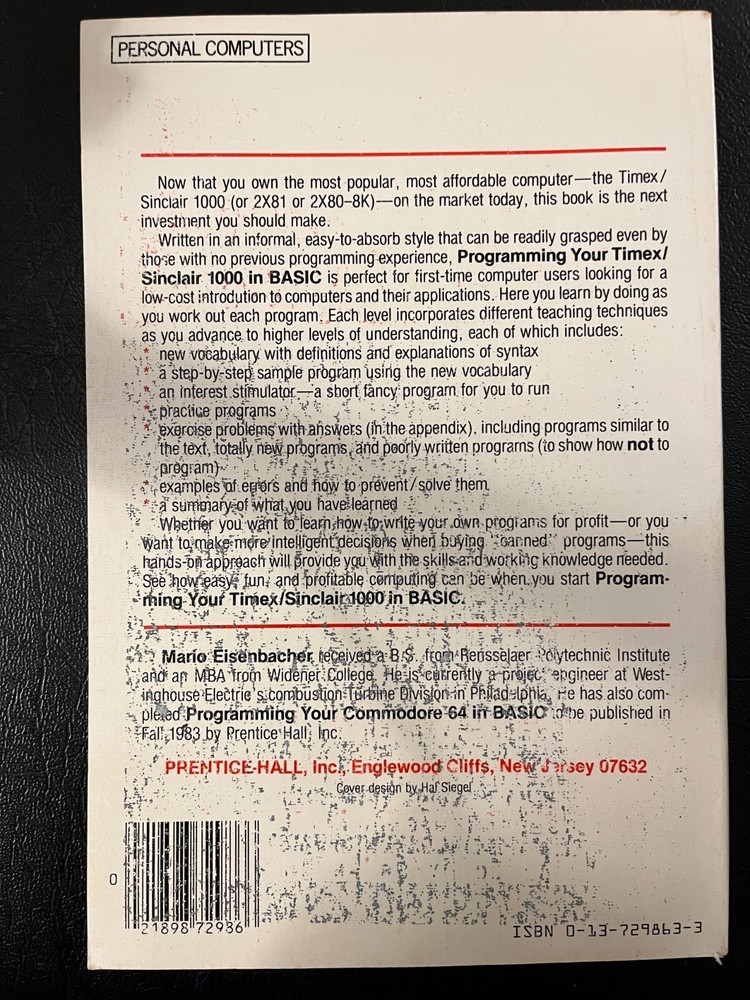 PERSONAL COMPUTERS
Now that you own the most popular, most affordable computer—the Timex/
Sinclair 1000 (or 2X81 or 2X80-8K)—on the market today, this book is the next
investment you should make.
Written in an informal, easy-to-absorb style that can be readily grasped even by
those with no previous programming experience, Programming Your Timex/
Sinclair 1000 in BASIC is perfect for first-time computer users looking for a
low-cost introdution to computers and their applications. Here you learn by doing as
you work out each program. Each level incorporates different teaching techniques
as you advance to higher levels of understanding, each of which includes:
* new vocabulary with definitions and explanations of syntax
* a step-by-step sample program using the new vocabulary
* an interest stimulator—a short fancy program for you to run
* practice programs
* exercise problems with answers (in the appendix), including programs similar to
the text, totally new programs, and poorly written programs (to show how not to
program)
* examples of errors and how to prevent/solve them
* a summary of what you have learned
Whether you want to learn how to write your own programs for profit—or you
want to make more intelligent decisions when buying "canned" programs—this
hands-on approach will provide you with the skills and working knowledge needed.
See how easy, fun, and profitable computing can be when you start Program-
ming Your Timex/Sinclair 1000 in BASIC.
Mario Eisenbacher received a B.S. from Rensselaer Polytechnic Institute
and an MBA from Widener College. He is currently a project engineer at West-
inghouse Electric's combustion Turbine Division in Philadelphia. He has also com-
pleted Programming Your Commodore 64 in BASIC to be published in
Fall 1983 by Prentice Hall, Inc.
PRENTICE-HALL, Inc., Englewood Cliffs, New Jersey 07632
Cover design by Hal Siegel
0
21898 72986
ISBN 0-13-729863-3